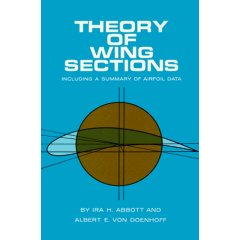 THEORY
OF
WING
SECTIONS
INCLUDING A SUMMARY OF AIRFOIL DATA
BY IRA H. ABBOTT AND
ALBERT E. VON DOENHOFF